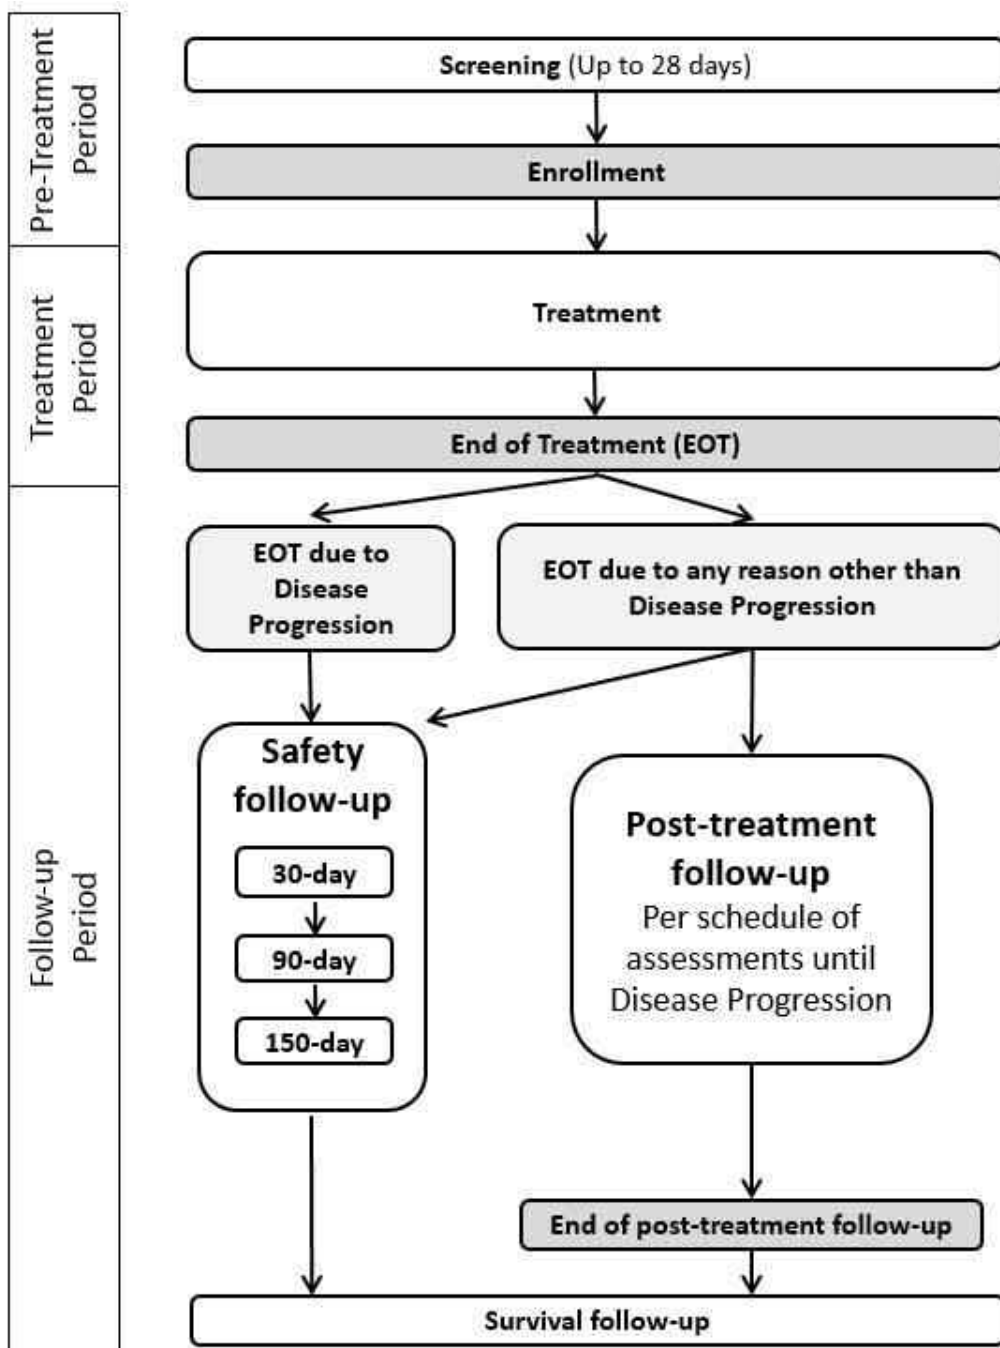 Pre-Treatment
Period
Screening (Up to 28 days)
Enrollment
Treatment
Period
Treatment
End of Treatment (EOT)
Follow-up
Period
EOT due to
Disease
Progression
EOT due to any reason other than
Disease Progression
Safety
follow-up
30-day
90-day
150-day
Post-treatment
follow-up
Per schedule of
assessments until
Disease Progression
End of post-treatment follow-up
Survival follow-up